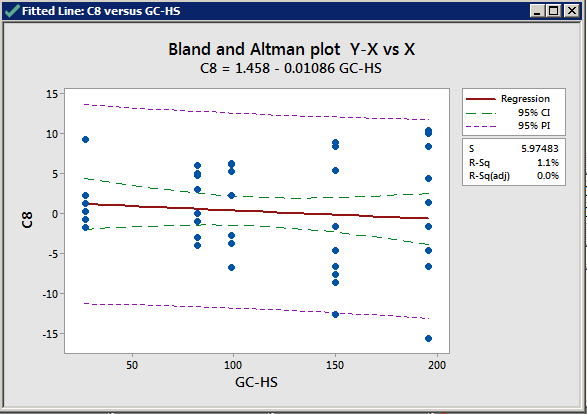 Fitted Line: C8 versus GC-HS
Bland and Altman plot Y-X vs X
C8 = 1.458 - 0.01086 GC-HS
15
10
5
0
-5
-10
-15
C8
50
100
150
200
GC-HS
Regression
95% CI
95% PI
S 5.97483
R-Sq 1.1%
R-Sq(adj) 0.0%